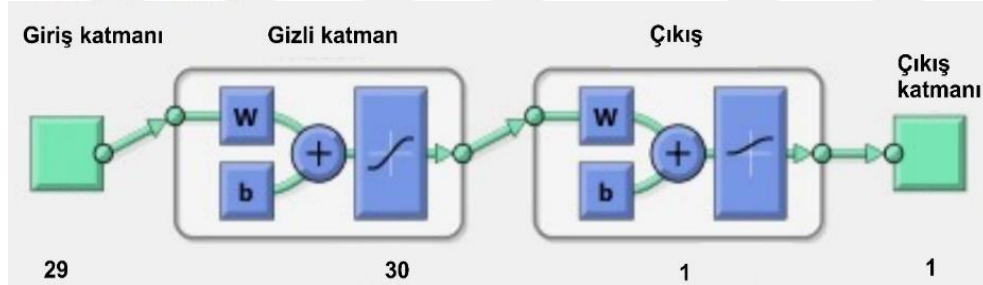 Giriş katmanı
Gizli katman
Çıkış
Çıkış
katmanı
W
b
+
W
b
+
29
30
1
1